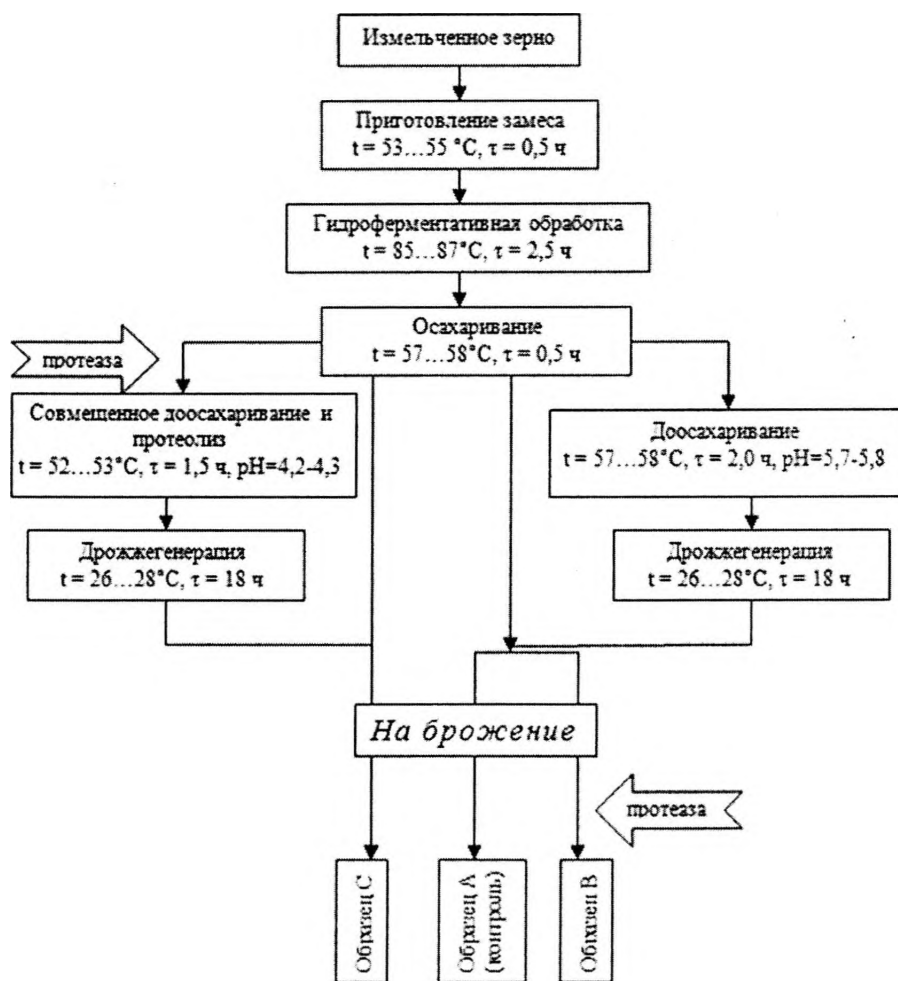 Измельченное зерно
Приготовление замеса
t = 53...55 °C, τ = 0,5 ч
Гидроферментативная обработка
t = 85...87°C, τ = 2,5 ч
Осахаривание
t = 57...58°C, τ = 0,5 ч
протеаза
Совмещенное доосахаривание и
протеолиз
t = 52...53°C, τ = 1,5 ч, pH=4,2-4,3
Доосахаривание
t = 57...58°C, τ = 2,0 ч, pH=5,7-5,8
Дрожжегенерация
t = 26...28°C, τ = 18 ч
Дрожжегенерация
t = 26...28°C, τ = 18 ч
На брожение
протеаза
Образец С
Образец А
(контроль)
Образец В